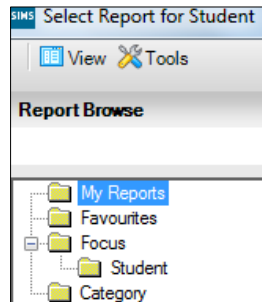 SIMS Select Report for Student
View Tools
Report Browse
My Reports
Favourites
Focus
Student
Category